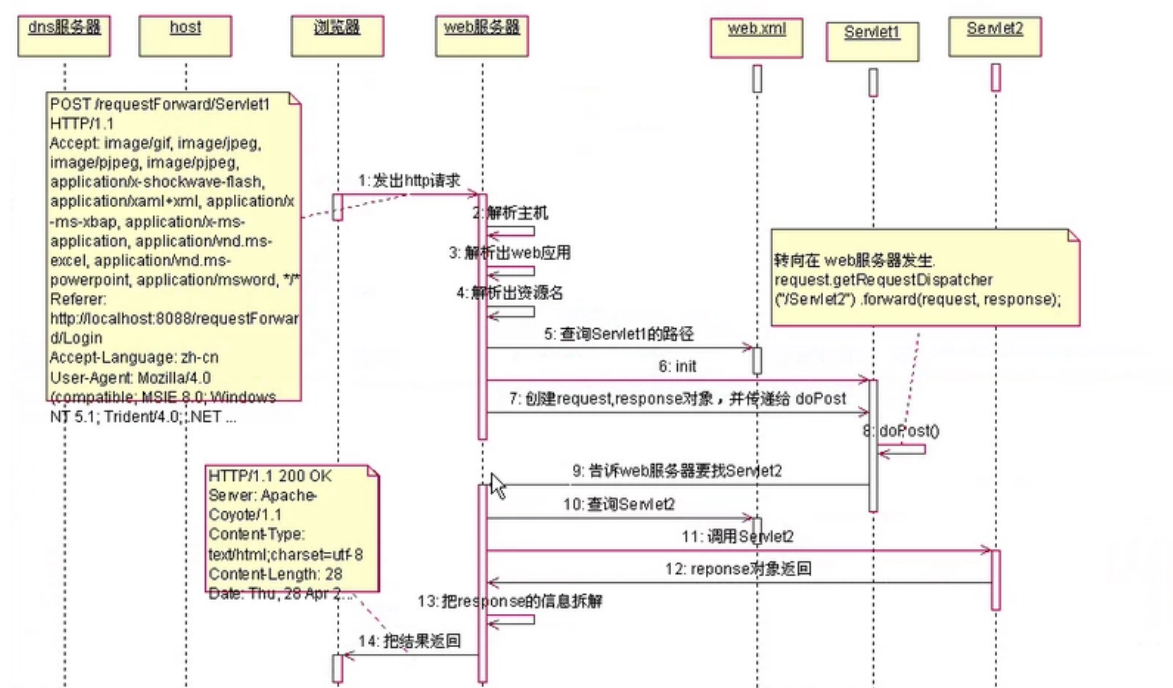 dns服务器
host
浏览器
web服务器
web.xml
Servlet1
Servlet2
POST /requestForward/Servlet1
HTTP/1.1
Accept: image/gif, image/jpeg,
image/pjpeg, image/pjpeg,
application/x-shockwave-flash,
application/xaml+xml, application/x
-ms-xbap, application/x-ms-
application, application/vnd.ms-
excel, application/vnd.ms-
powerpoint, application/msword, */*
Referer:
http://localhost:8088/requestForwar
d/Login
Accept-Language: zh-cn
User-Agent: Mozilla/4.0
(compatible; MSIE 8.0; Windows
NT 5.1; Trident/4.0; .NET ...
1:发出http请求
2:解析主机
3: 解析出web应用
4:解析出资源名
转向在 web服务器发生.
request.getRequestDispatcher
("/Servlet2") .forward(request, response);
5: 查询Servlet1的路径
6: init
7: 创建request,response对象，并传递给 doPost
8: doPost()
HTTP/1.1 200 OK
Server: Apache-
Coyote/1.1
Content-Type:
text/html;charset=utf-8
Content-Length: 28
Date: Thu, 28 Apr 2...
9: 告诉web服务器要找Servlet2
10: 查询Servlet2
11: 调用Servlet2
12: reponse对象返回
13:把response的信息拆解
14: 把结果返回